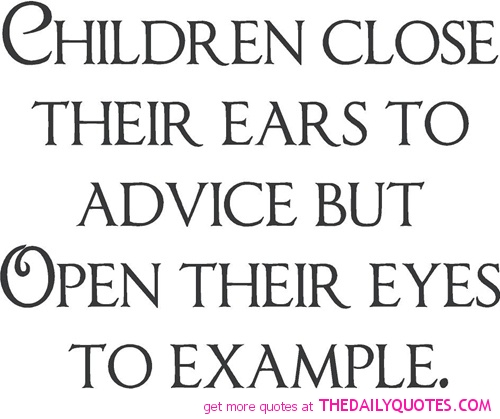 CHILDREN CLOSE
THEIR EARS TO
ADVICE BUT
OPEN THEIR EYES
TO EXAMPLE.
get more quotes at THEDAILYQUOTES.COM